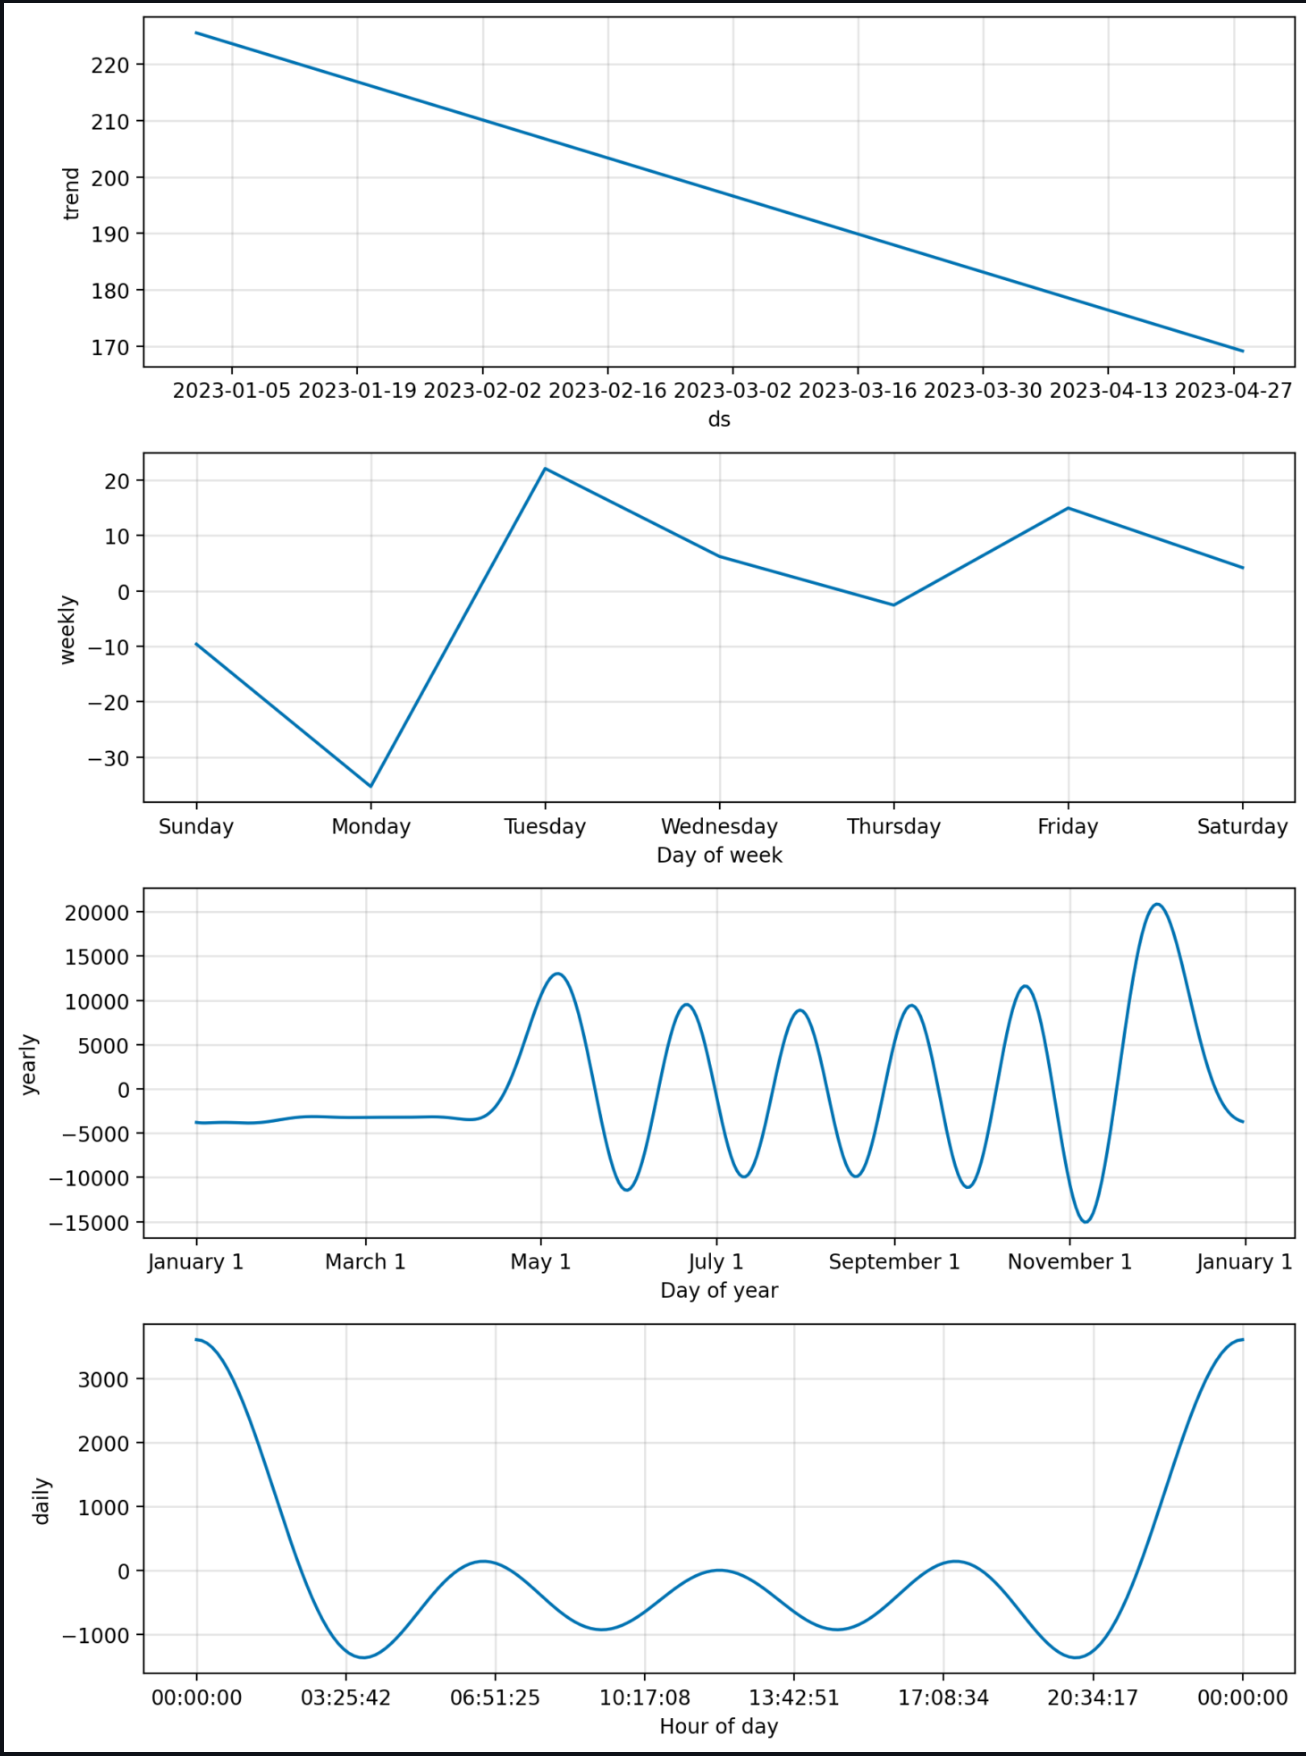 220
210
200
190
180
170
trend
2023-01-05 2023-01-19 2023-02-02 2023-02-16 2023-03-02 2023-03-16 2023-03-30 2023-04-13 2023-04-27
ds
20
10
0
−10
−20
−30
weekly
Sunday Monday Tuesday Wednesday Thursday Friday Saturday
Day of week
20000
15000
10000
5000
0
−5000
−10000
−15000
yearly
January 1 March 1 May 1 July 1 September 1 November 1 January 1
Day of year
3000
2000
1000
0
−1000
daily
00:00:00 03:25:42 06:51:25 10:17:08 13:42:51 17:08:34 20:34:17 00:00:00
Hour of day